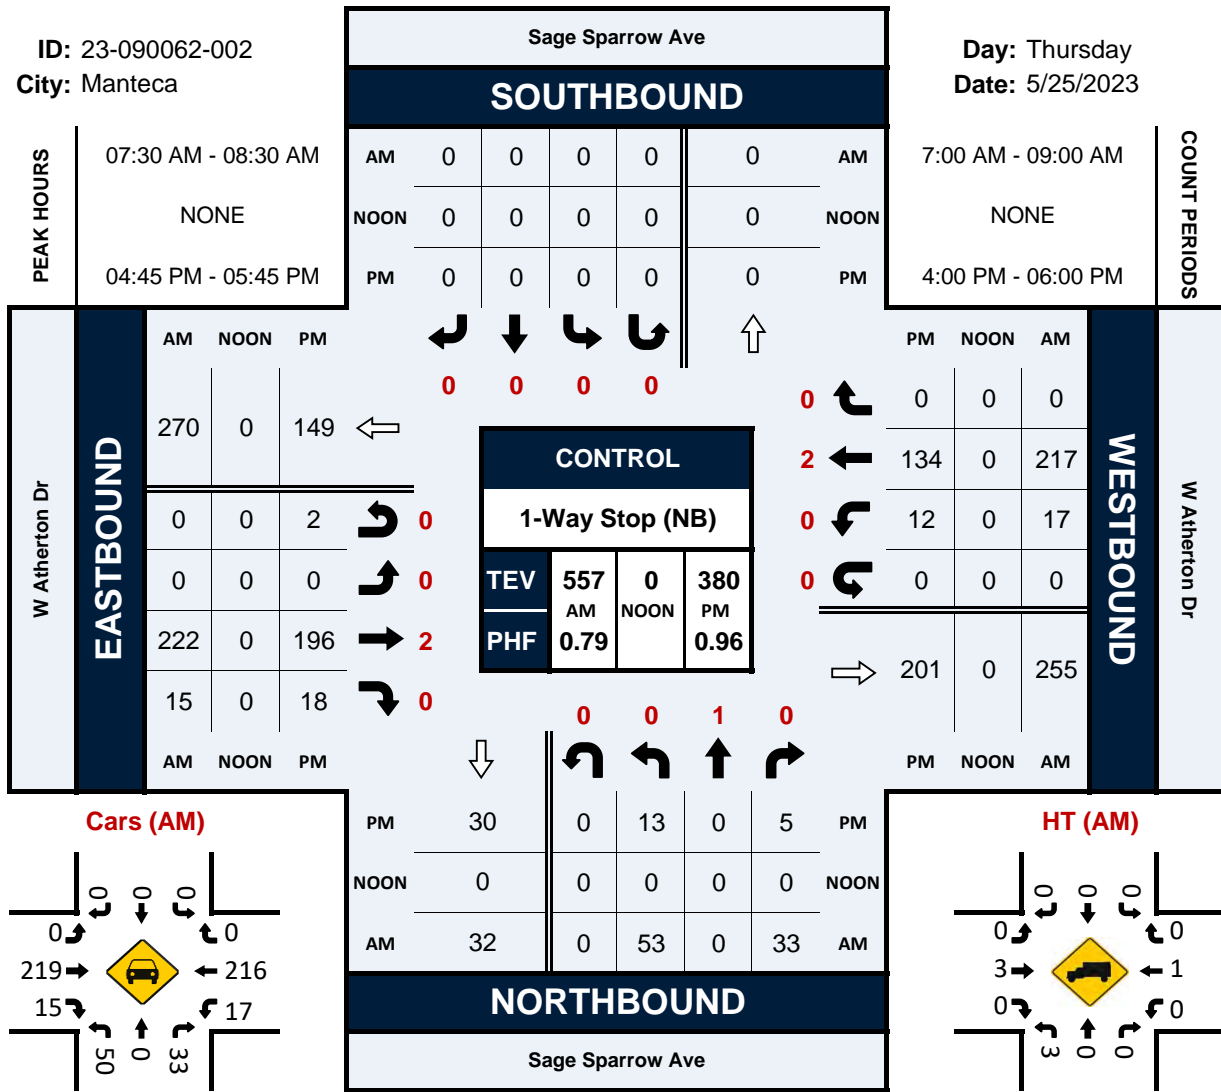 ID: 23-090062-002
City: Manteca
Sage Sparrow Ave
SOUTHBOUND
Day: Thursday
Date: 5/25/2023
PEAK HOURS
07:30 AM - 08:30 AM
NONE
04:45 PM - 05:45 PM
AM 0 0 0 0 0 AM
NOON 0 0 0 0 0 NOON
PM 0 0 0 0 0 PM
7:00 AM - 09:00 AM
NONE
4:00 PM - 06:00 PM
COUNT PERIODS
0 0 0 0
W Atherton Dr
EASTBOUND
AM NOON PM
270 0 149
0 0 2 0
0 0 0 0
222 0 196 2
15 0 18 0
AM NOON PM
CONTROL
1-Way Stop (NB)
TEV 557 0 380
AM NOON PM
PHF 0.79 0.96
PM NOON AM
0 0 0 0
2 134 0 217
0 12 0 17
0 0 0 0
201 0 255
PM NOON AM
WESTBOUND
W Atherton Dr
0 0 1 0
PM 30 0 13 0 5 PM
NOON 0 0 0 0 0 NOON
AM 32 0 53 0 33 AM
NORTHBOUND
Sage Sparrow Ave
Cars (AM)
0 0 0
0 0
219 216
15 17
50 0 33
HT (AM)
0 0 0
0 0
3 1
0 0
3 0 0